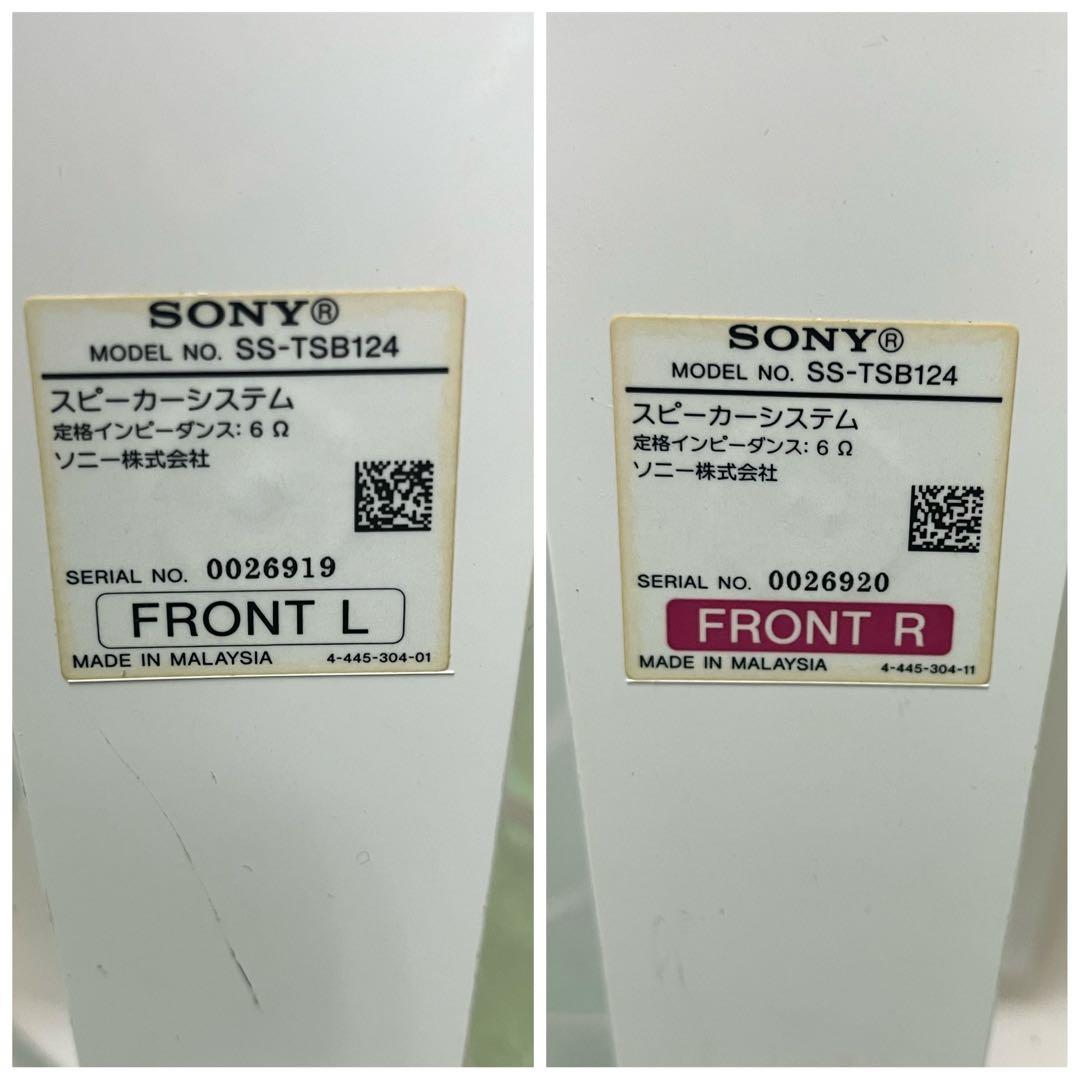 SONY®
MODEL NO. SS-TSB124
スピーカーシステム
定格インピーダンス: 6 Ω
ソニー株式会社
SERIAL NO. 0026919
FRONT L
MADE IN MALAYSIA 4-445-304-01
SONY®
MODEL NO. SS-TSB124
スピーカーシステム
定格インピーダンス: 6 Ω
ソニー株式会社
SERIAL NO. 0026920
FRONT R
MADE IN MALAYSIA 4-445-304-11